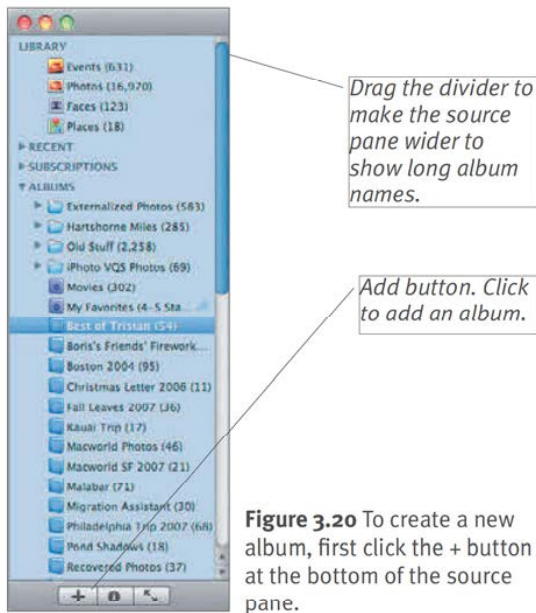 LIBRARY
Events (631)
Photos (16,970)
Faces (123)
Places (18)
RECENT
SUBSCRIPTIONS
ALBUMS
Externalized Photos (583)
Hartshorne Miles (285)
Old Stuff (2,258)
iPhoto VQS Photos (69)
Movies (302)
My Favorites (4-5 Sta...
Best of Tristan (54)
Boris's Friends' Firework...
Boston 2004 (95)
Christmas Letter 2006 (11)
Fall Leaves 2007 (36)
Kauai Trip (17)
Macworld Photos (46)
Macworld SF 2007 (21)
Malabar (71)
Migration Assistant (30)
Philadelphia Trip 2007 (68)
Pond Shadows (18)
Recovered Photos (37)
Drag the divider to
make the source
pane wider to
show long album
names.
Add button. Click
to add an album.
Figure 3.20 To create a new
album, first click the + button
at the bottom of the source
pane.